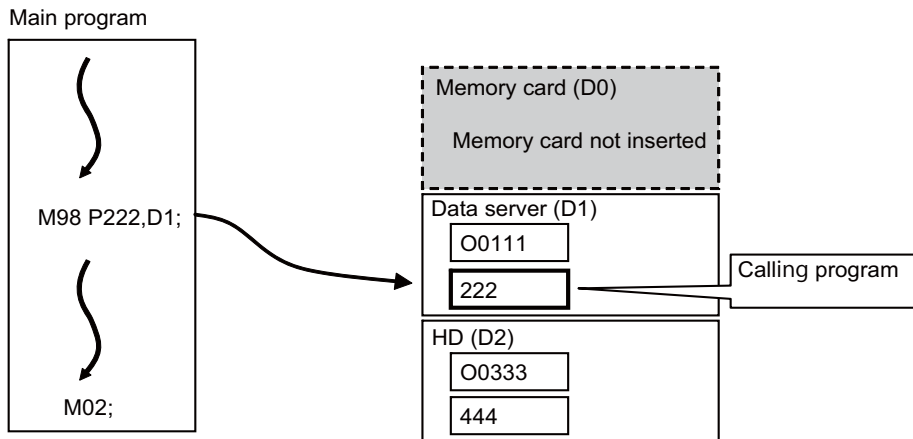 Main program
M98 P222,D1;
M02;
Memory card (D0)
Memory card not inserted
Data server (D1)
O0111
222
Calling program
HD (D2)
O0333
444